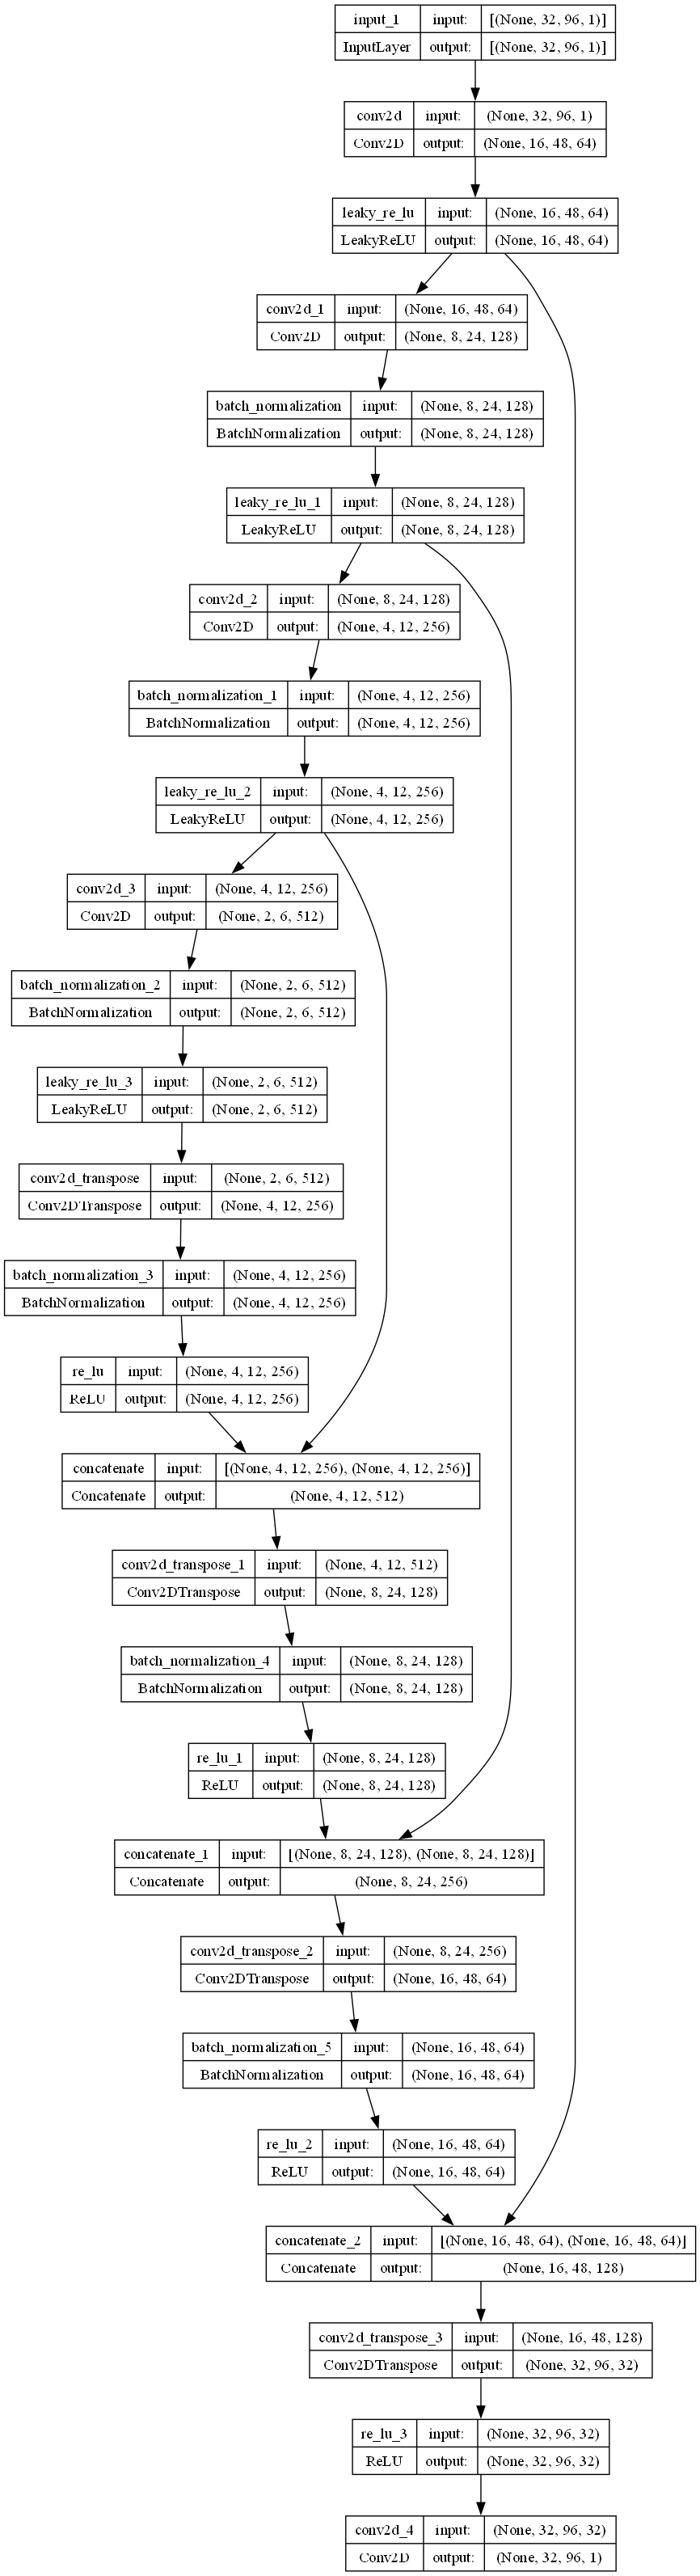 input_1 input: [(None, 32, 96, 1)]
InputLayer output: [(None, 32, 96, 1)]
conv2d input: (None, 32, 96, 1)
Conv2D output: (None, 16, 48, 64)
leaky_re_lu input: (None, 16, 48, 64)
LeakyReLU output: (None, 16, 48, 64)
conv2d_1 input: (None, 16, 48, 64)
Conv2D output: (None, 8, 24, 128)
batch_normalization input: (None, 8, 24, 128)
BatchNormalization output: (None, 8, 24, 128)
leaky_re_lu_1 input: (None, 8, 24, 128)
LeakyReLU output: (None, 8, 24, 128)
conv2d_2 input: (None, 8, 24, 128)
Conv2D output: (None, 4, 12, 256)
batch_normalization_1 input: (None, 4, 12, 256)
BatchNormalization output: (None, 4, 12, 256)
leaky_re_lu_2 input: (None, 4, 12, 256)
LeakyReLU output: (None, 4, 12, 256)
conv2d_3 input: (None, 4, 12, 256)
Conv2D output: (None, 2, 6, 512)
batch_normalization_2 input: (None, 2, 6, 512)
BatchNormalization output: (None, 2, 6, 512)
leaky_re_lu_3 input: (None, 2, 6, 512)
LeakyReLU output: (None, 2, 6, 512)
conv2d_transpose input: (None, 2, 6, 512)
Conv2DTranspose output: (None, 4, 12, 256)
batch_normalization_3 input: (None, 4, 12, 256)
BatchNormalization output: (None, 4, 12, 256)
re_lu input: (None, 4, 12, 256)
ReLU output: (None, 4, 12, 256)
concatenate input: [(None, 4, 12, 256), (None, 4, 12, 256)]
Concatenate output: (None, 4, 12, 512)
conv2d_transpose_1 input: (None, 4, 12, 512)
Conv2DTranspose output: (None, 8, 24, 128)
batch_normalization_4 input: (None, 8, 24, 128)
BatchNormalization output: (None, 8, 24, 128)
re_lu_1 input: (None, 8, 24, 128)
ReLU output: (None, 8, 24, 128)
concatenate_1 input: [(None, 8, 24, 128), (None, 8, 24, 128)]
Concatenate output: (None, 8, 24, 256)
conv2d_transpose_2 input: (None, 8, 24, 256)
Conv2DTranspose output: (None, 16, 48, 64)
batch_normalization_5 input: (None, 16, 48, 64)
BatchNormalization output: (None, 16, 48, 64)
re_lu_2 input: (None, 16, 48, 64)
ReLU output: (None, 16, 48, 64)
concatenate_2 input: [(None, 16, 48, 64), (None, 16, 48, 64)]
Concatenate output: (None, 16, 48, 128)
conv2d_transpose_3 input: (None, 16, 48, 128)
Conv2DTranspose output: (None, 32, 96, 32)
re_lu_3 input: (None, 32, 96, 32)
ReLU output: (None, 32, 96, 32)
conv2d_4 input: (None, 32, 96, 32)
Conv2D output: (None, 32, 96, 1)